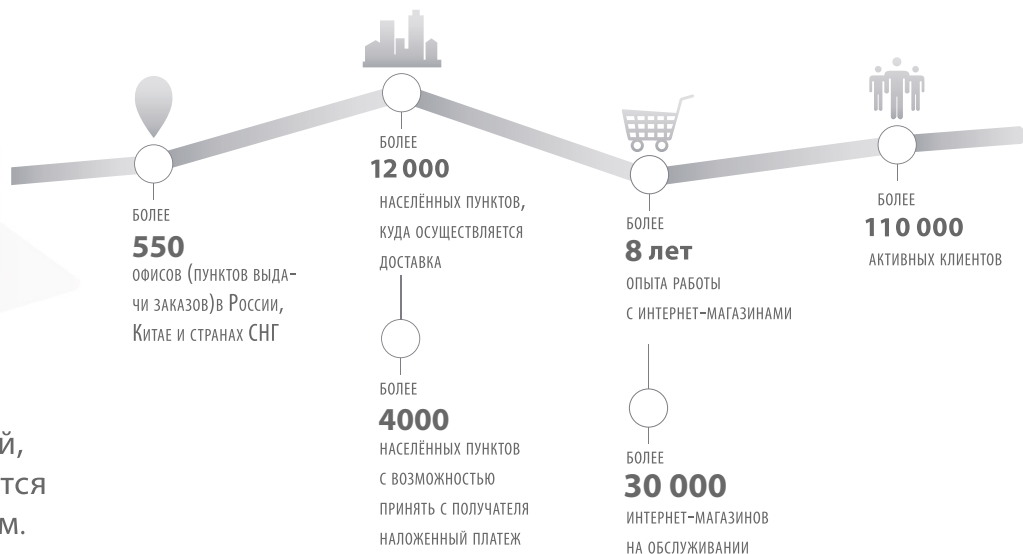 БОЛЕЕ
550
ОФИСОВ (ПУНКТОВ ВЫДА-
ЧИ ЗАКАЗОВ)В РОССИИ,
КИТАЕ И СТРАНАХ СНГ
БОЛЕЕ
12 000
НАСЕЛЁННЫХ ПУНКТОВ,
КУДА ОСУЩЕСТВЛЯЕТСЯ
ДОСТАВКА
БОЛЕЕ
4000
НАСЕЛЁННЫХ ПУНКТОВ
С ВОЗМОЖНОСТЬЮ
ПРИНЯТЬ С ПОЛУЧАТЕЛЯ
НАЛОЖЕННЫЙ ПЛАТЕЖ
БОЛЕЕ
8 лет
ОПЫТА РАБОТЫ
С ИНТЕРНЕТ-МАГАЗИНАМИ
БОЛЕЕ
30 000
ИНТЕРНЕТ-МАГАЗИНОВ
НА ОБСЛУЖИВАНИИ
БОЛЕЕ
110 000
АКТИВНЫХ КЛИЕНТОВ
й,
тся
м.